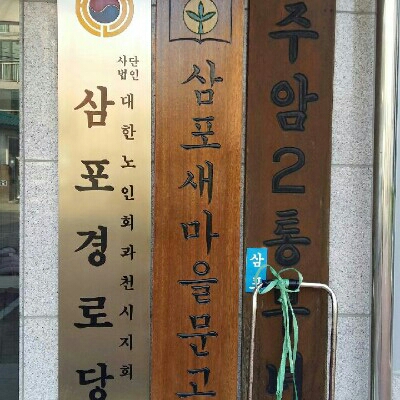 사단
법인
대한노인회과천시지회
삼포경로당
삼포새마을문고
주암2통
삼포